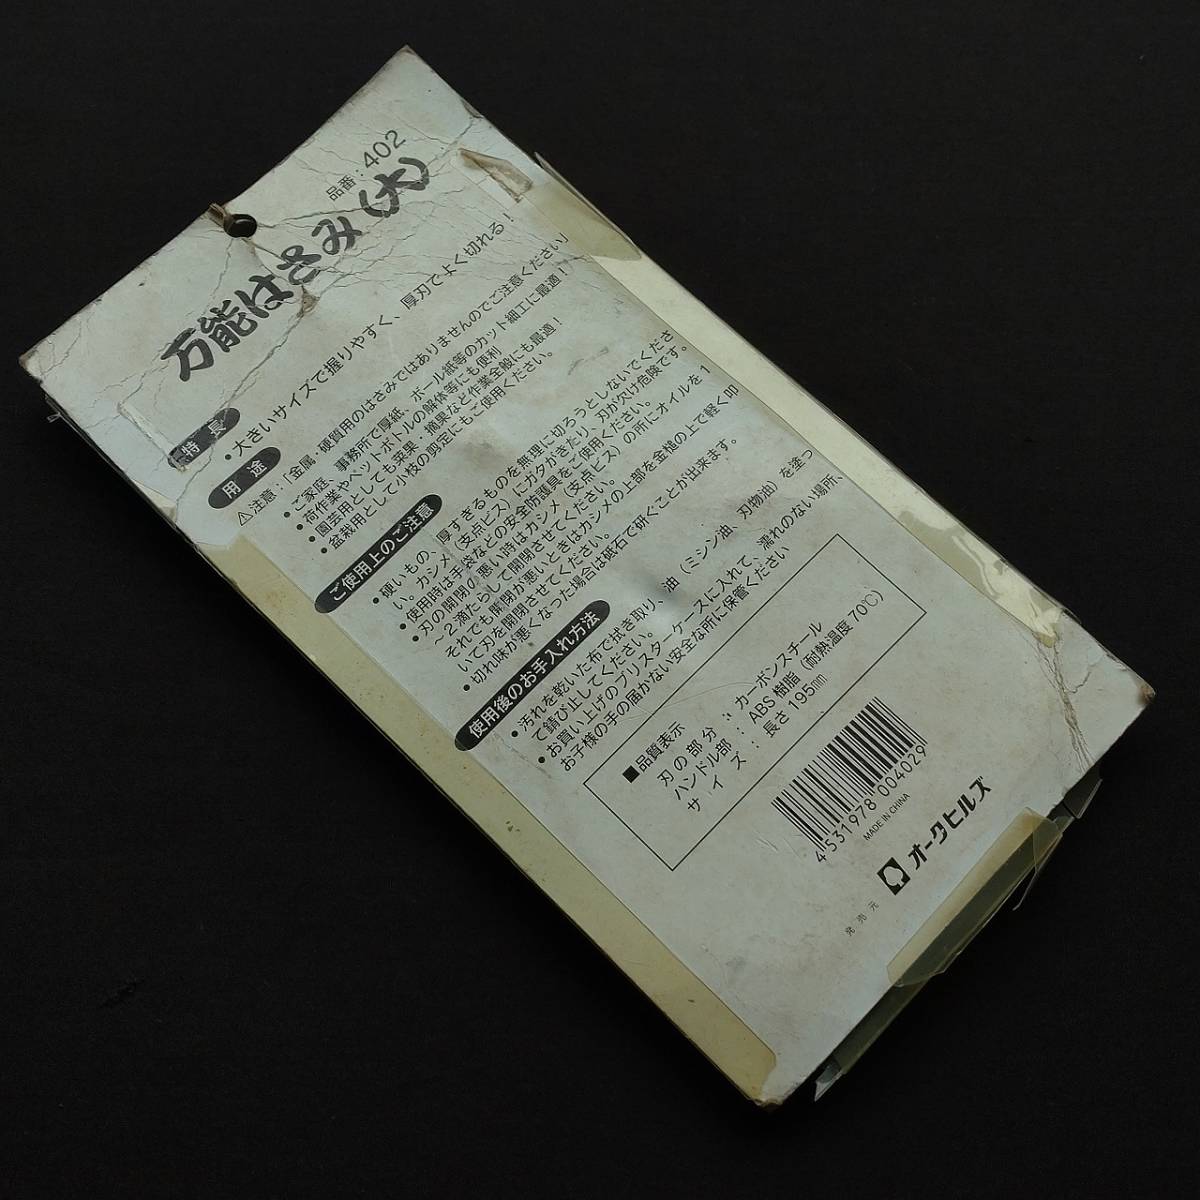 品番：402
万能はさみ（大）
特長
・大きいサイズで握りやすく、厚刃でよく切れる！
用途
⚠注意：「金属・硬質用のはさみではありませんのでご注意ください」
・ご家庭、事務所で厚紙、ボール紙等のカット細工に最適！
・荷作業やペットボトルの解体等にも便利
・園芸用としても菜果・摘果など作業全般にも最適！
・盆栽用として小枝の剪定にもご使用ください。
ご使用上のご注意
・硬いもの、厚すぎるものを無理に切ろうとしないでくださ
い。カシメ（支点ビス）にガタがきたり、刃が欠け危険です。
・使用時は手袋などの安全防護具をご使用ください。
・刃の開閉の悪い時はカシメ（支点ビス）の所にオイルを1
〜2滴たらして開閉させてください。
それでも開閉が悪いときはカシメの上部を金槌の上で軽く叩
いて刃を開閉させてください。
・切れ味が悪くなった場合は砥石で研ぐことが出来ます。
使用後のお手入れ方法
・汚れを乾いた布で拭き取り、油（ミシン油、刃物油）を塗っ
て錆び止してください。
・お買い上げのブリスターケースに入れて、濡れのない場所、
お子様の手の届かない安全な所に保管ください
■品質表示
刃の部分：カーボンスチール
ハンドル部：ABS樹脂（耐熱温度70℃）
サイズ：長さ195㎜
4 531978 004029
MADE IN CHINA
発売元 オークヒルズ